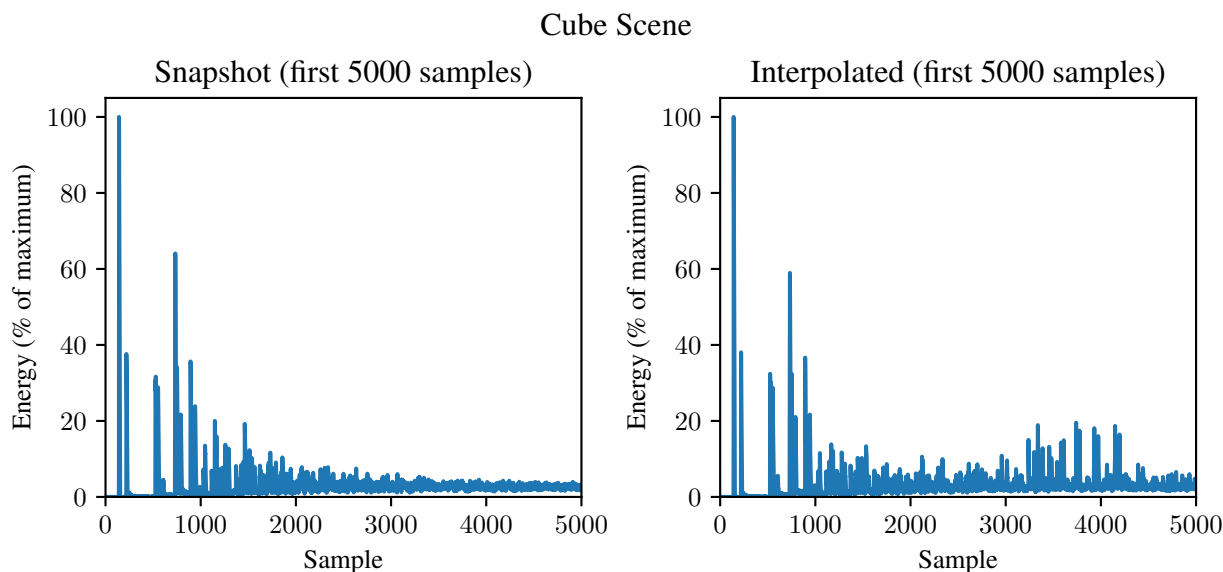 Cube Scene
Snapshot (first 5000 samples)
Energy (% of maximum)
100
80
60
40
20
0
0 1000 2000 3000 4000 5000
Sample
Interpolated (first 5000 samples)
Energy (% of maximum)
100
80
60
40
20
0
0 1000 2000 3000 4000 5000
Sample